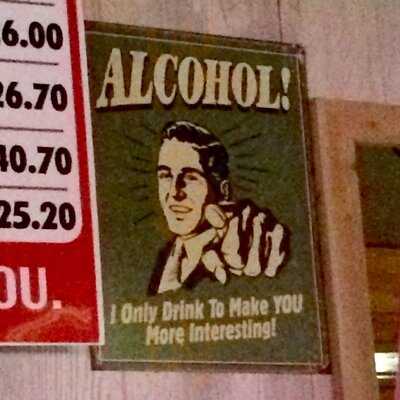 6.00
26.70
40.70
25.20
OU.
ALCOHOL!
I Only Drink To Make YOU
More Interesting!